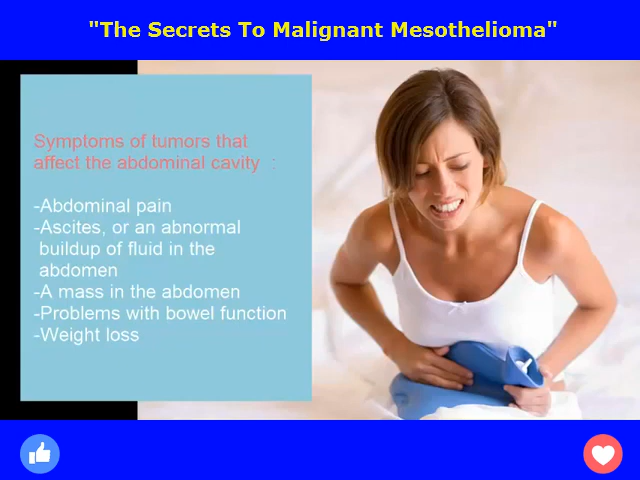 "The Secrets To Malignant Mesothelioma"
Symptoms of tumors that
affect the abdominal cavity :
-Abdominal pain
-Ascites, or an abnormal
buildup of fluid in the
abdomen
-A mass in the abdomen
-Problems with bowel function
-Weight loss